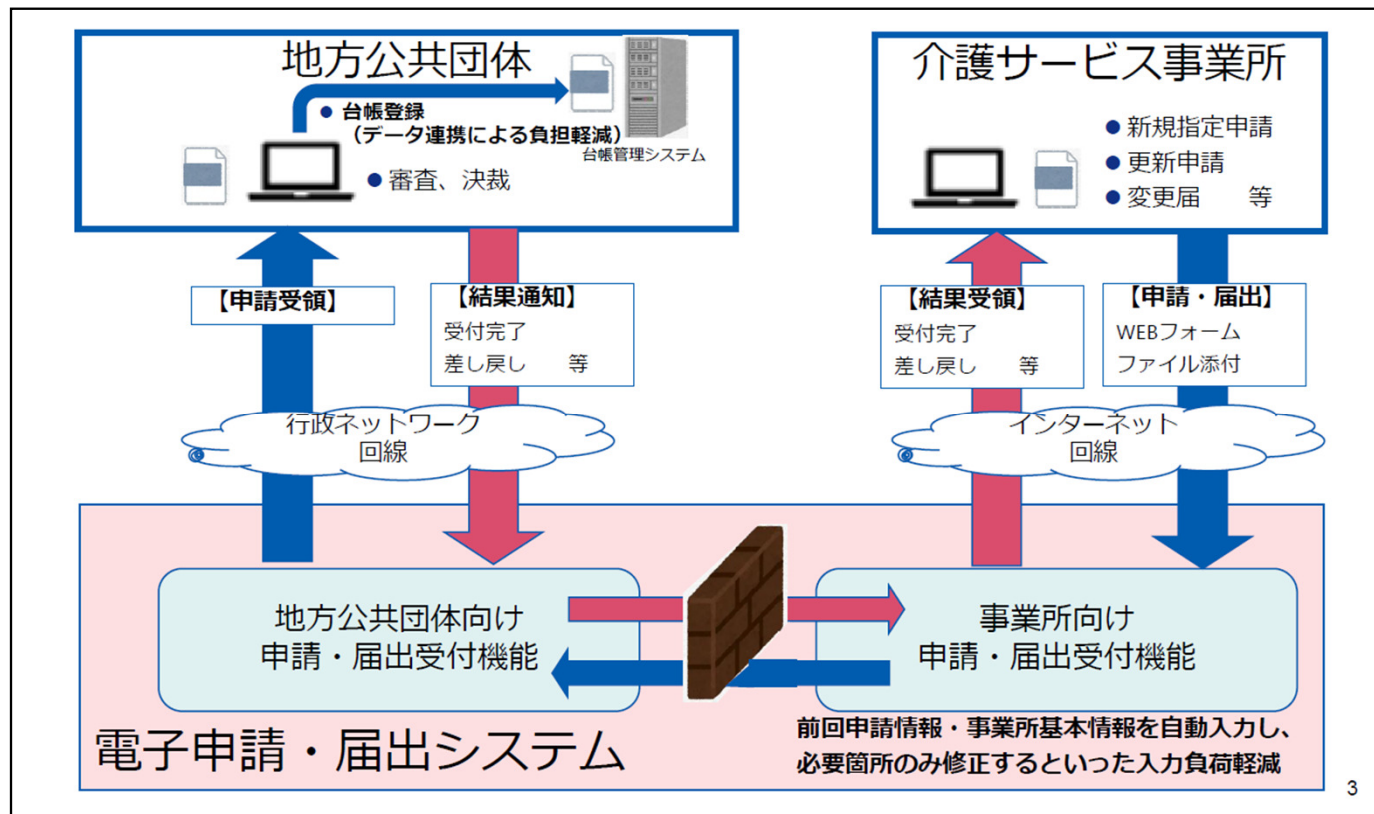 地方公共団体
● 台帳登録
（データ連携による負担軽減）
台帳管理システム
● 審査、決裁
介護サービス事業所
● 新規指定申請
● 更新申請
● 変更届　　等
【申請受領】
【結果通知】
受付完了
差し戻し　　等
【結果受領】
受付完了
差し戻し　　等
【申請・届出】
WEBフォーム
ファイル添付
行政ネットワーク
回線
インターネット
回線
地方公共団体向け
申請・届出受付機能
事業所向け
申請・届出受付機能
電子申請・届出システム
前回申請情報・事業所基本情報を自動入力し、
必要箇所のみ修正するといった入力負荷軽減
3